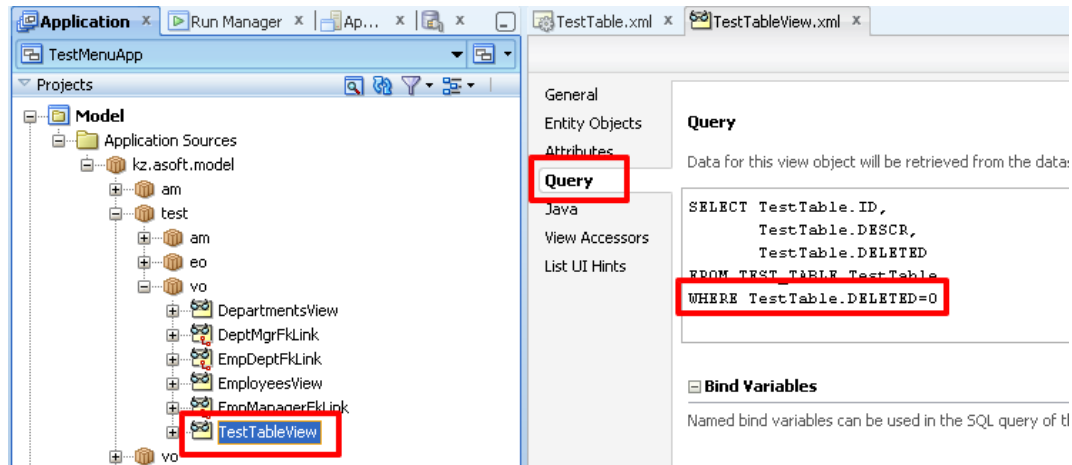 Application
Run Manager
Ap...
TestMenuApp
Projects
Model
Application Sources
kz.asoft.model
am
test
am
eo
vo
DepartmentsView
DeptMgrFkLink
EmpDeptFkLink
EmployeesView
EmpManagerFkLink
TestTableView
vo
TestTable.xml
TestTableView.xml
General
Entity Objects
Attributes
Query
Java
View Accessors
List UI Hints
Query
Data for this view object will be retrieved from the datas
SELECT TestTable.ID,
TestTable.DESCR,
TestTable.DELETED
FROM TEST_TABLE TestTable
WHERE TestTable.DELETED=0
Bind Variables
Named bind variables can be used in the SQL query of th